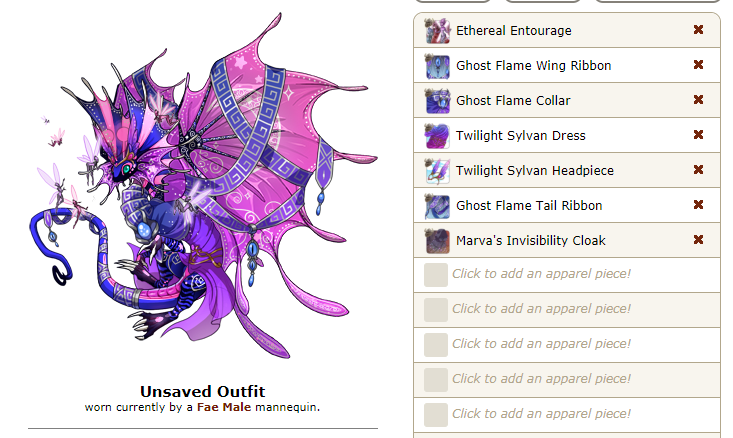 Ethereal Entourage
Ghost Flame Wing Ribbon
Ghost Flame Collar
Twilight Sylvan Dress
Twilight Sylvan Headpiece
Ghost Flame Tail Ribbon
Marva's Invisibility Cloak
Click to add an apparel piece!
Click to add an apparel piece!
Click to add an apparel piece!
Click to add an apparel piece!
Click to add an apparel piece!
Unsaved Outfit
worn currently by a Fae Male mannequin.